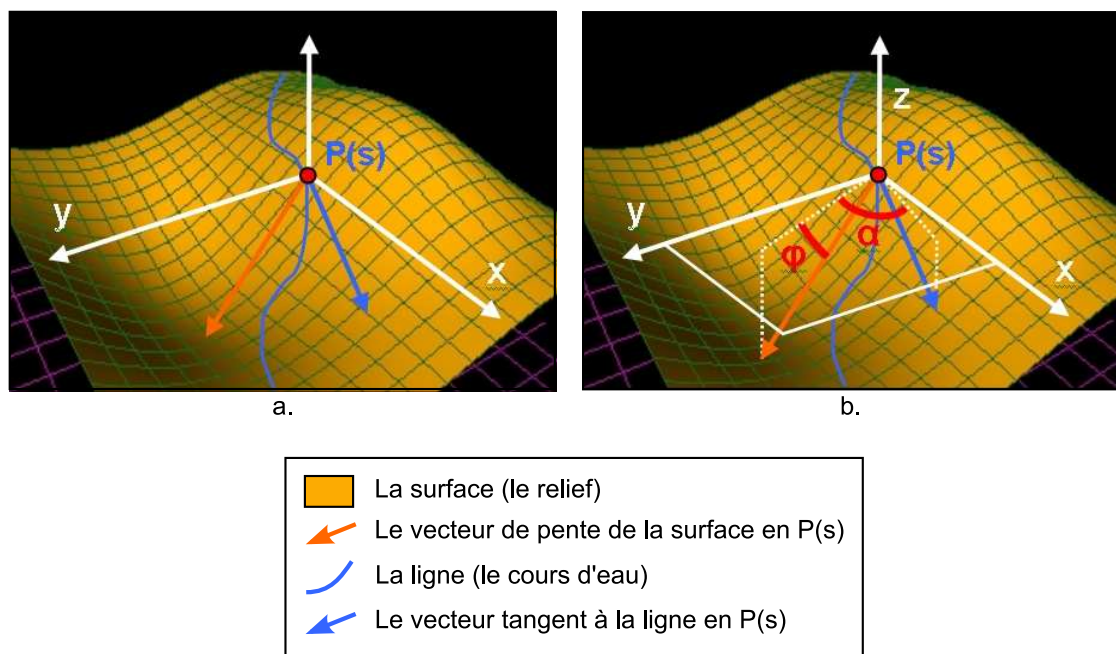 P(s)
y
x
z
P(s)
y
φ
α
x
a.
b.
La surface (le relief)
Le vecteur de pente de la surface en P(s)
La ligne (le cours d'eau)
Le vecteur tangent à la ligne en P(s)